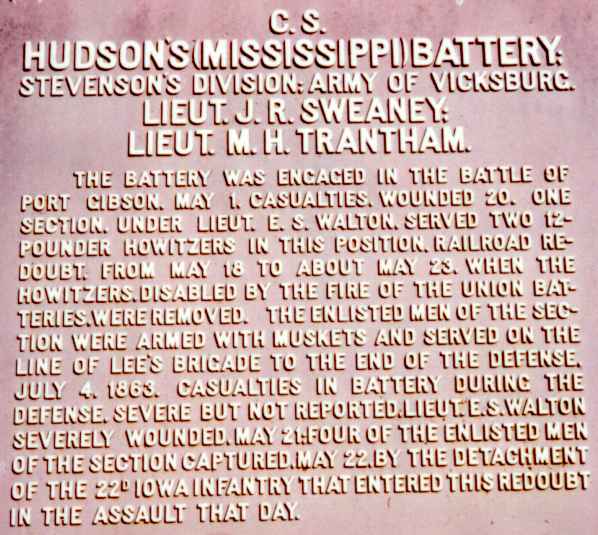 C. S.
HUDSON'S (MISSISSIPPI) BATTERY:
STEVENSON'S DIVISION: ARMY OF VICKSBURG.
LIEUT. J. R. SWEANEY:
LIEUT. M. H. TRANTHAM.
THE BATTERY WAS ENGAGED IN THE BATTLE OF
PORT GIBSON, MAY 1. CASUALTIES, WOUNDED 20. ONE
SECTION, UNDER LIEUT. E. S. WALTON, SERVED TWO 12-
POUNDER HOWITZERS IN THIS POSITION, RAILROAD RE-
DOUBT, FROM MAY 18 TO ABOUT MAY 23, WHEN THE
HOWITZERS, DISABLED BY THE FIRE OF THE UNION BAT-
TERIES, WERE REMOVED. THE ENLISTED MEN OF THE SEC-
TION WERE ARMED WITH MUSKETS AND SERVED ON THE
LINE OF LEE'S BRIGADE TO THE END OF THE DEFENSE,
JULY 4, 1863. CASUALTIES IN BATTERY DURING THE
DEFENSE, SEVERE BUT NOT REPORTED, LIEUT. E. S. WALTON
SEVERELY WOUNDED, MAY 21; FOUR OF THE ENLISTED MEN
OF THE SECTION CAPTURED, MAY 22, BY THE DETACHMENT
OF THE 22D IOWA INFANTRY THAT ENTERED THIS REDOUBT
IN THE ASSAULT THAT DAY.